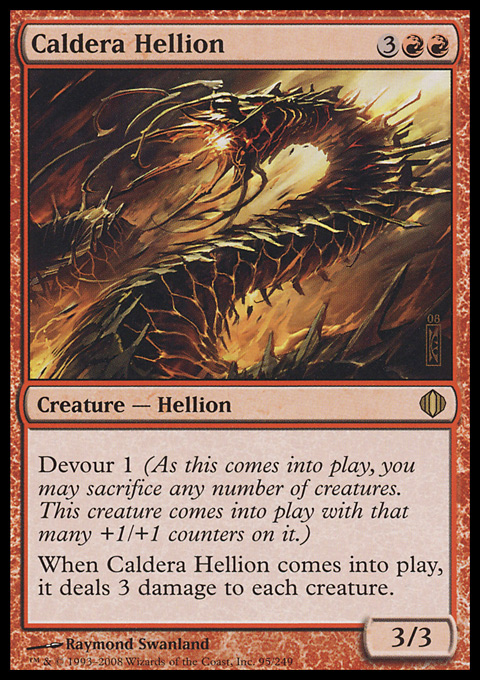 Caldera Hellion 3
08
Creature — Hellion
Devour 1 (As this comes into play, you
may sacrifice any number of creatures.
This creature comes into play with that
many +1/+1 counters on it.)
When Caldera Hellion comes into play,
it deals 3 damage to each creature.
Raymond Swanland
3/3
™ & © 1993–2008 Wizards of the Coast, Inc. 95/249